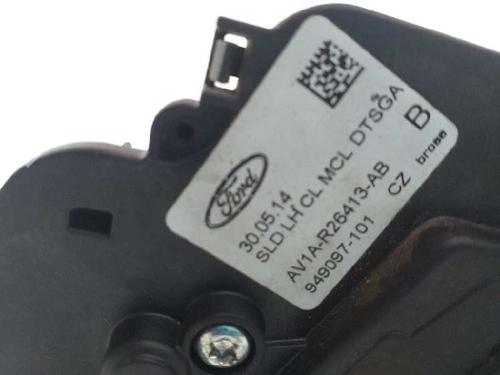 Ford
30.05.14
SLD LH CL MCL DTSGA
AV1A-R26413-AB
949097-101 CZ
B
brose